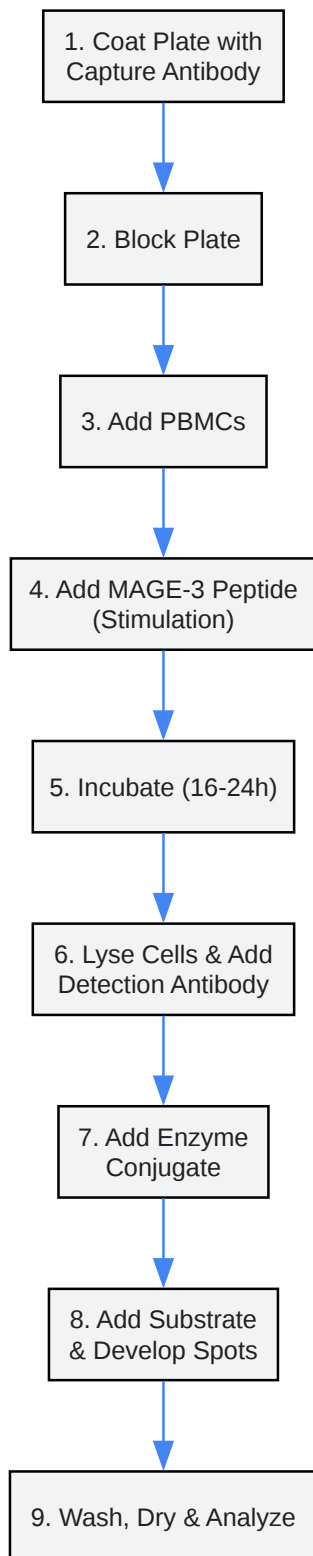 1. Coat Plate with
Capture Antibody
2. Block Plate
3. Add PBMCs
4. Add MAGE-3 Peptide
(Stimulation)
5. Incubate (16-24h)
6. Lyse Cells & Add
Detection Antibody
7. Add Enzyme
Conjugate
8. Add Substrate
& Develop Spots
9. Wash, Dry & Analyze